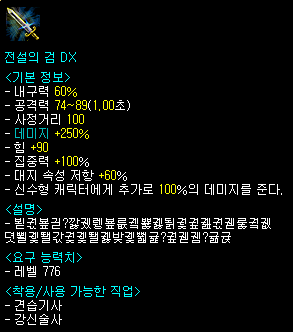 전설의 검 DX
<기본 정보>
- 내구력 60%
- 공격력 74~89(1.00초)
- 사정거리 100
- 데미지 +250%
- 힘 +90
- 집중력 +100%
- 대지 속성 저항 +60%
- 신수형 캐릭터에게 추가로 100%의 데미지를 준다.
<설명>
<요구 능력치>
- 레벨 776
<착용/사용 가능한 직업>
- 견습기사
- 강신술사